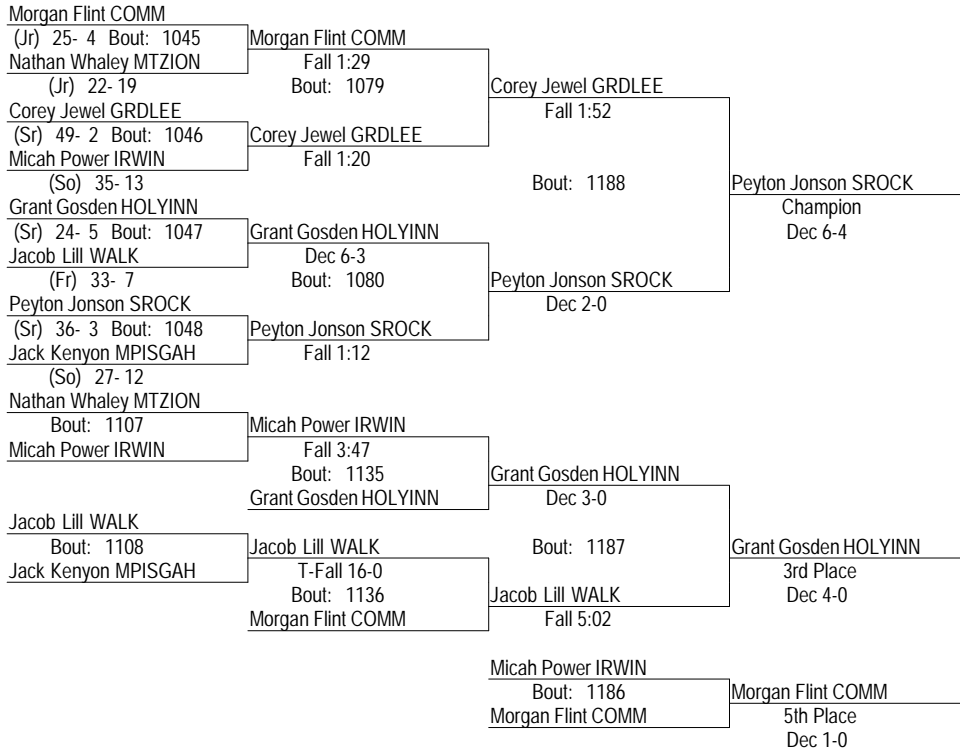 Morgan Flint COMM
(Jr) 25- 4 Bout: 1045
Morgan Flint COMM
Nathan Whaley MTZION
Fall 1:29
(Jr) 22- 19
Bout: 1079
Corey Jewel GRDLEE
Corey Jewel GRDLEE
Fall 1:52
(Sr) 49- 2 Bout: 1046
Corey Jewel GRDLEE
Micah Power IRWIN
Fall 1:20
(So) 35- 13
Bout: 1188
Peyton Jonson SROCK
Grant Gosden HOLYINN
Champion
(Sr) 24- 5 Bout: 1047
Grant Gosden HOLYINN
Dec 6-4
Jacob Lill WALK
Dec 6-3
(Fr) 33- 7
Bout: 1080
Peyton Jonson SROCK
Peyton Jonson SROCK
Dec 2-0
(Sr) 36- 3 Bout: 1048
Peyton Jonson SROCK
Jack Kenyon MPISGAH
Fall 1:12
(So) 27- 12
Nathan Whaley MTZION
Bout: 1107
Micah Power IRWIN
Micah Power IRWIN
Fall 3:47
Bout: 1135
Grant Gosden HOLYINN
Grant Gosden HOLYINN
Dec 3-0
Jacob Lill WALK
Bout: 1108
Jacob Lill WALK
Bout: 1187
Grant Gosden HOLYINN
Jack Kenyon MPISGAH
T-Fall 16-0
3rd Place
Bout: 1136
Jacob Lill WALK
Dec 4-0
Morgan Flint COMM
Fall 5:02
Micah Power IRWIN
Bout: 1186
Morgan Flint COMM
Morgan Flint COMM
5th Place
Dec 1-0